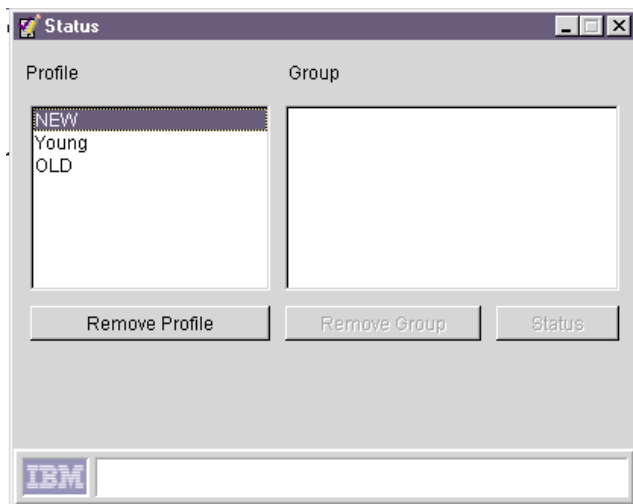 Status
Profile Group
NEW
Young
OLD
Remove Profile Remove Group Status
IBM